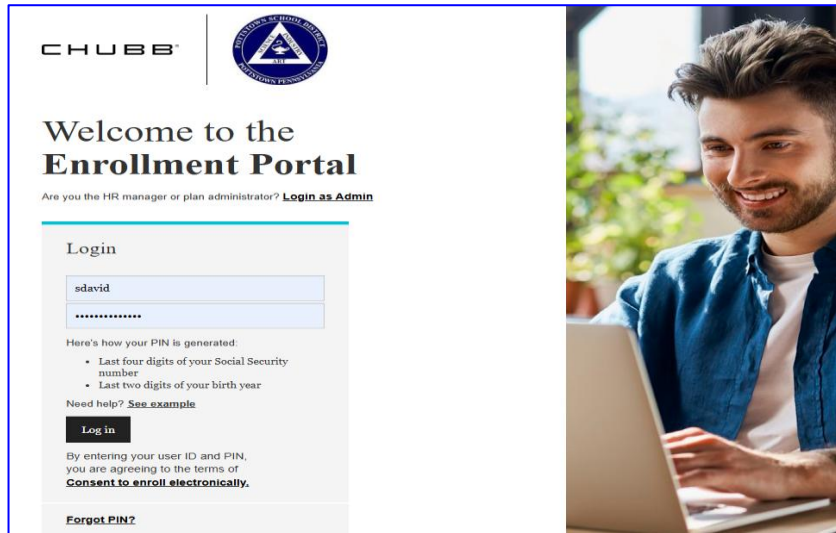 CHUBB
POTTSTOWN SCHOOL DISTRICT
ART
POTTSTOWN PENNSYLVANIA
Welcome to the
Enrollment Portal
Are you the HR manager or plan administrator? Login as Admin
Login
sdavid
••••••••••••••
Here's how your PIN is generated:
• Last four digits of your Social Security
number
• Last two digits of your birth year
Need help? See example
Log in
By entering your user ID and PIN,
you are agreeing to the terms of
Consent to enroll electronically.
Forgot PIN?